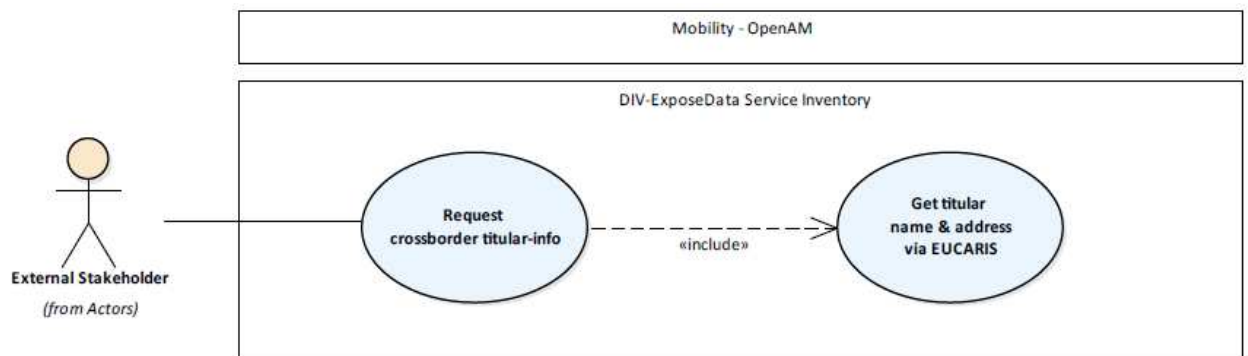 Mobility - OpenAM
DIV-ExposeData Service Inventory
Request
crossborder titular-info
«include»
Get titular
name & address
via EUCARIS
External Stakeholder
(from Actors)